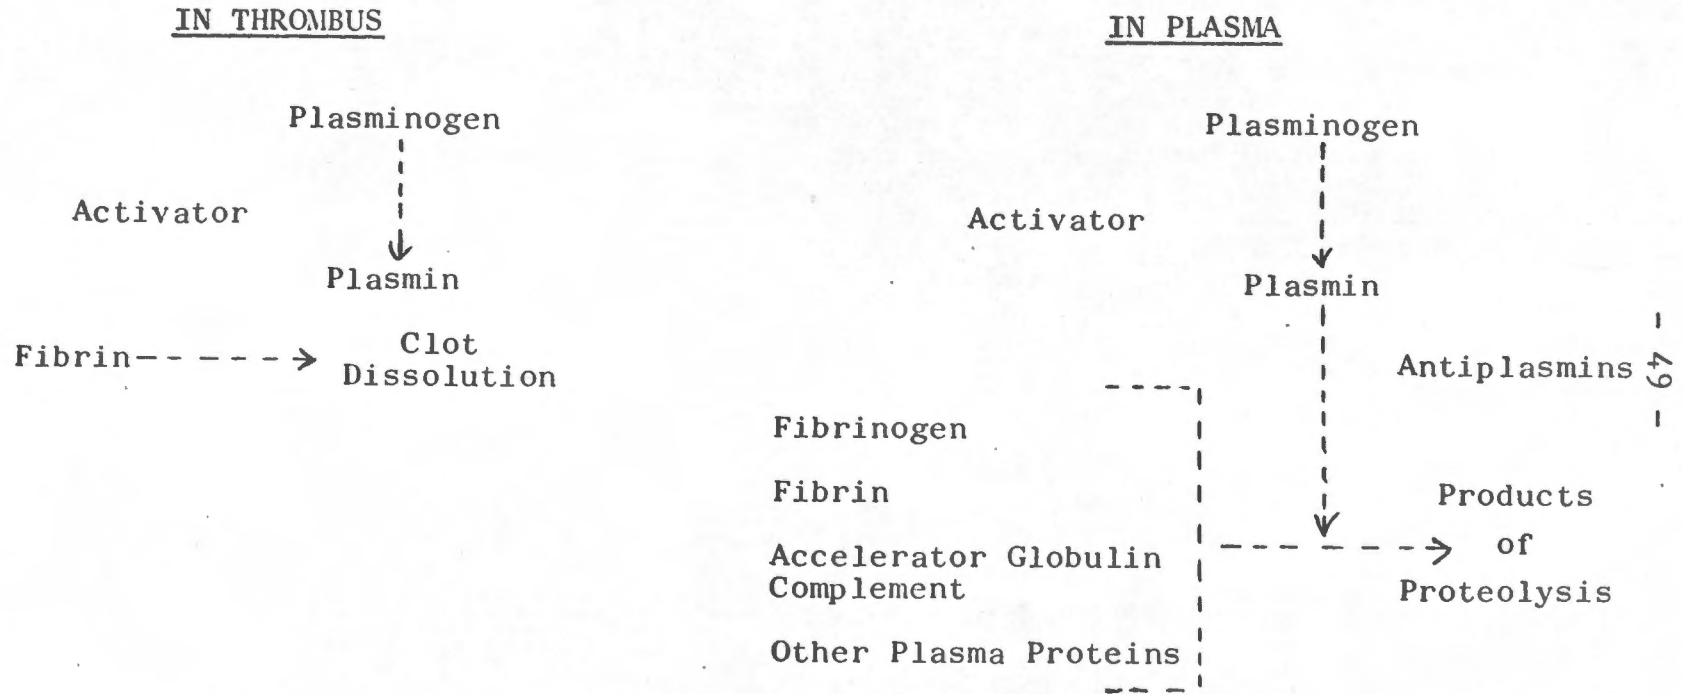 IN THROMBUS
Plasminogen
Activator
Plasmin
Fibrin
Clot
Dissolution
IN PLASMA
Plasminogen
Activator
Plasmin
Antiplasmins
Fibrinogen
Fibrin
Accelerator Globulin
Complement
Other Plasma Proteins
Products
of
Proteolysis
- 49 -